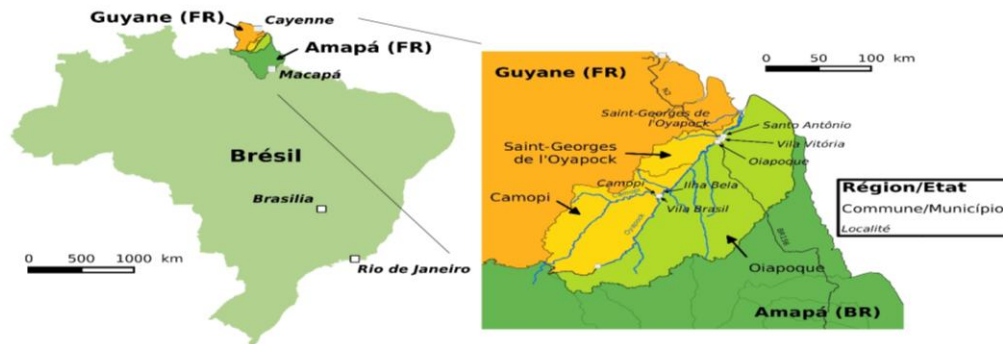 Guyane (FR)
Cayenne
Amapá (FR)
Macapá
Brésil
Brasilia
Rio de Janeiro
0 500 1000 km
Guyane (FR)
0 50 100 km
N2
Saint-Georges de
l'Oyapock
Santo Antônio
Vila Vitória
Oiapoque
Saint-Georges
de l'Oyapock
Camopi
Ilha Bela
Vila Brasil
Camopi
Oiapoque
Amapá (BR)
Région/Etat
Commune/Município
Localité